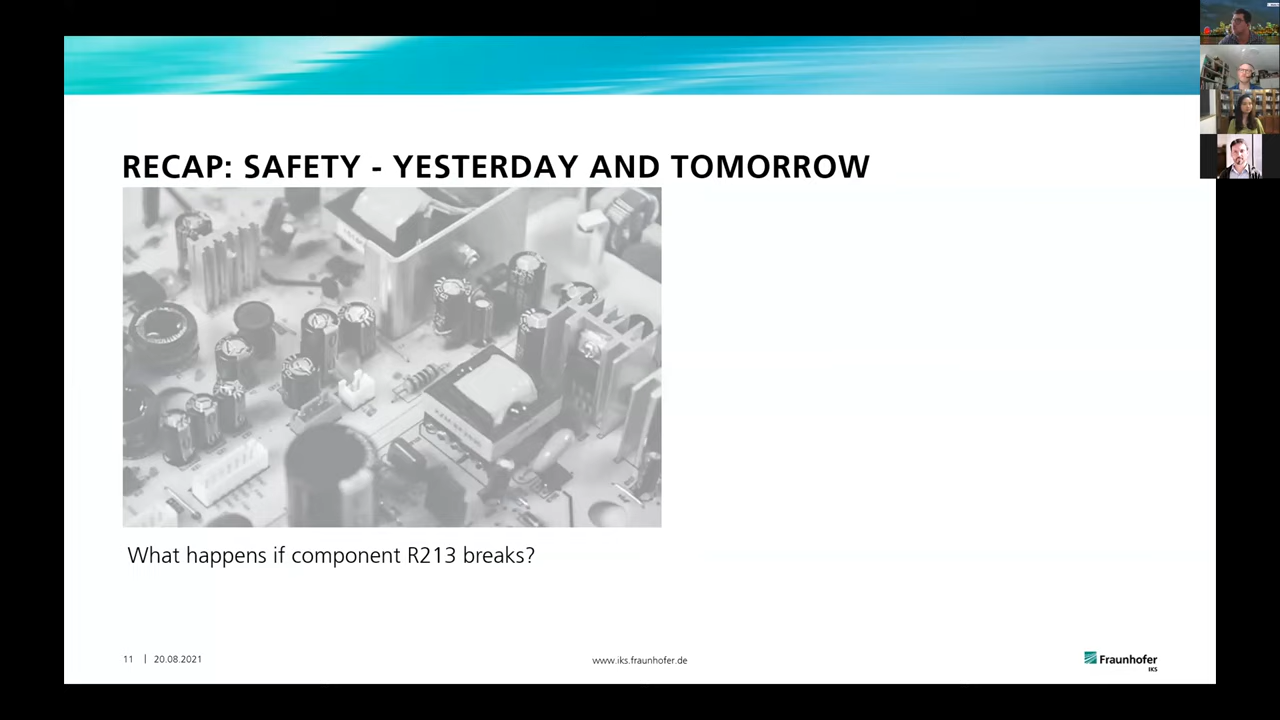 RECAP: SAFETY - YESTERDAY AND TOMORROW
What happens if component R213 breaks?
11 | 20.08.2021
www.iks.fraunhofer.de
Fraunhofer
IKS